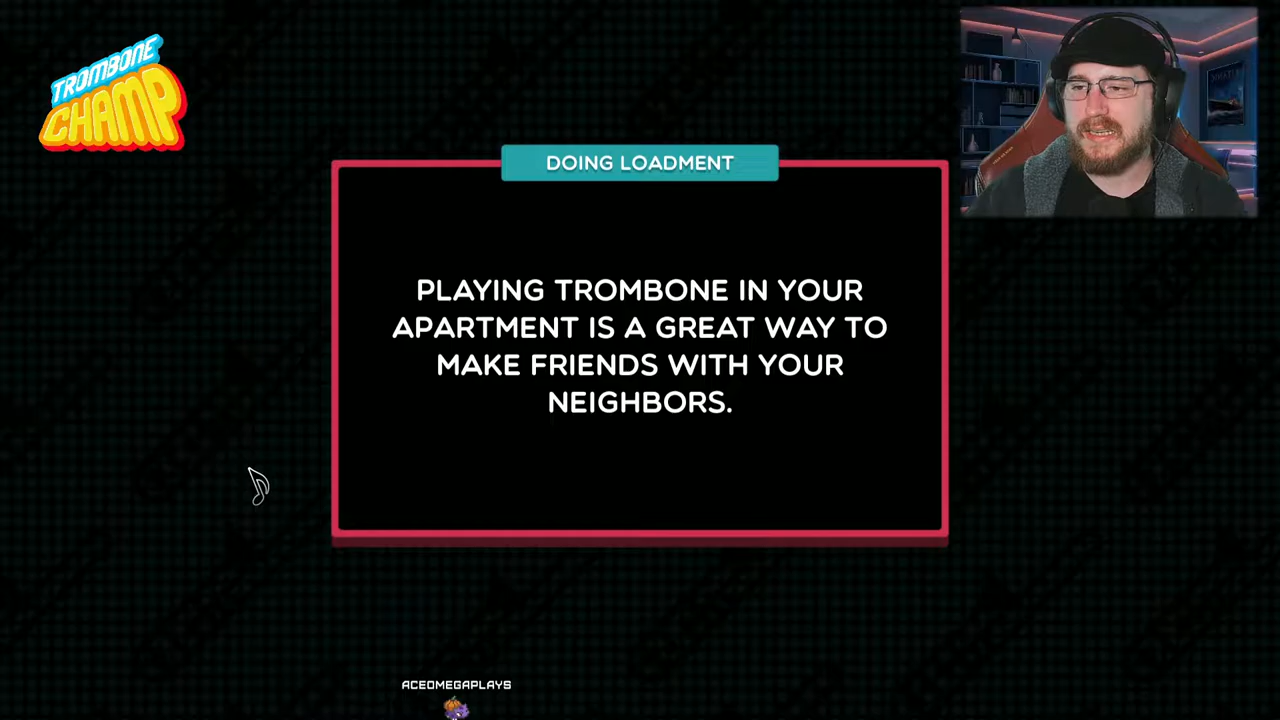 TROMBONE
CHAMP
DOING LOADMENT
PLAYING TROMBONE IN YOUR
APARTMENT IS A GREAT WAY TO
MAKE FRIENDS WITH YOUR
NEIGHBORS.
ACEOMEGAPLAYS